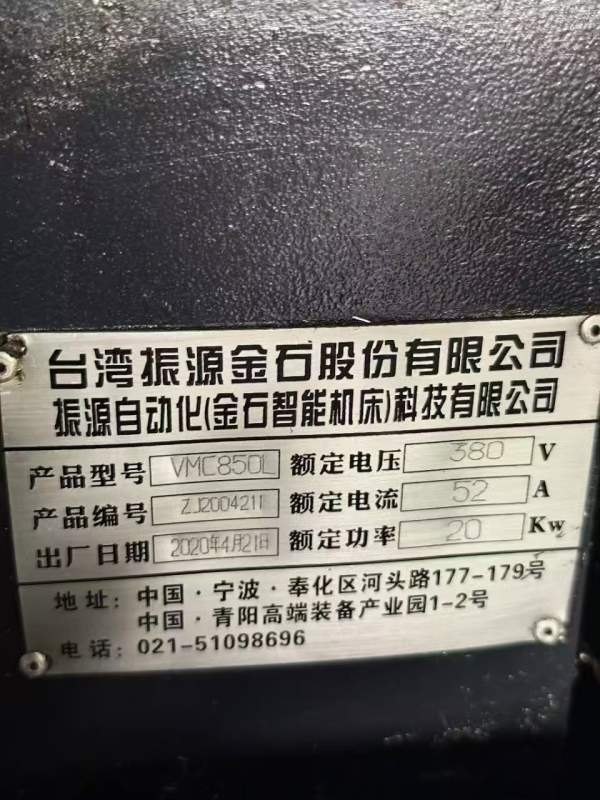 台湾振源金石股份有限公司
振源自动化(金石智能机床)科技有限公司
产品型号 VMC850L 额定电压 380 V
产品编号 ZJ2004211 额定电流 52 A
出厂日期 2020年4月21日 额定功率 20 Kw
地址:中国·宁波·奉化区河头路177-179号
中国·青阳高端装备产业园1-2号
电话:021-51098696